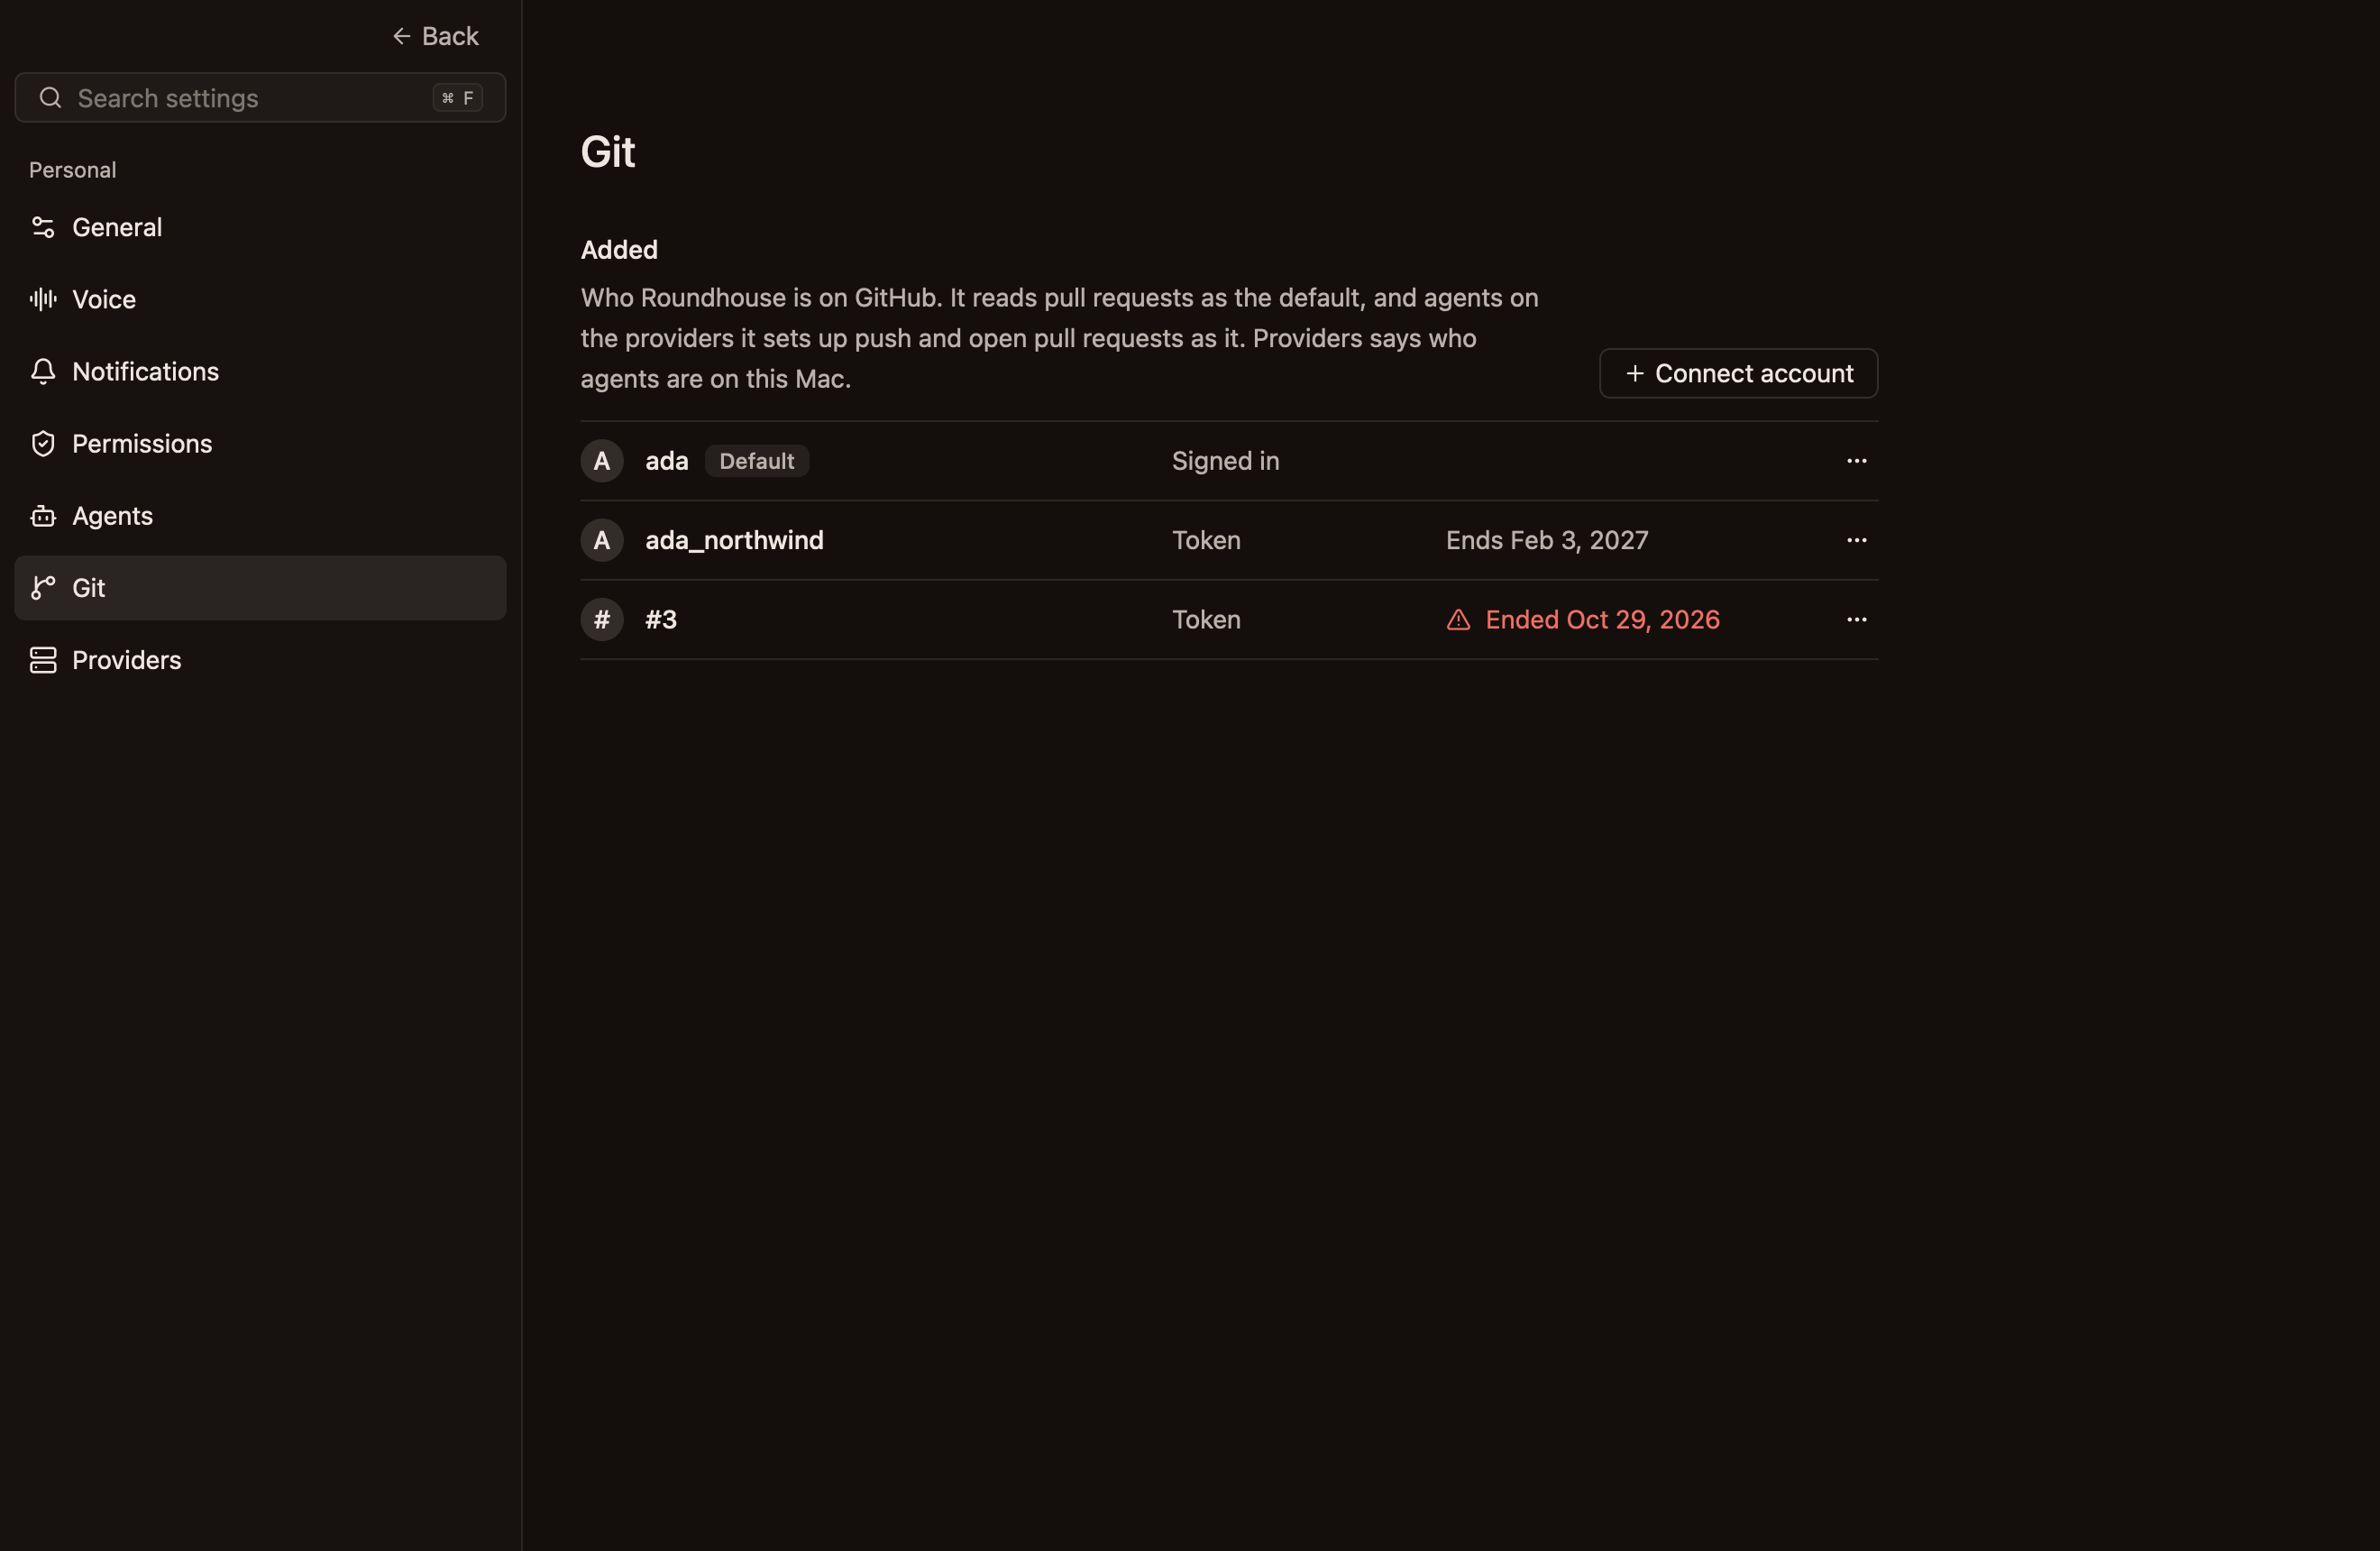 Back
Search settings
⌘ F
Personal
General
Voice
Notifications
Permissions
Agents
Git
Providers
Git
Added
Who Roundhouse is on GitHub. It reads pull requests as the default, and agents on
the providers it sets up push and open pull requests as it. Providers says who
agents are on this Mac.
+ Connect account
A ada Default Signed in
A ada_northwind Token Ends Feb 3, 2027
# #3 Token Ended Oct 29, 2026